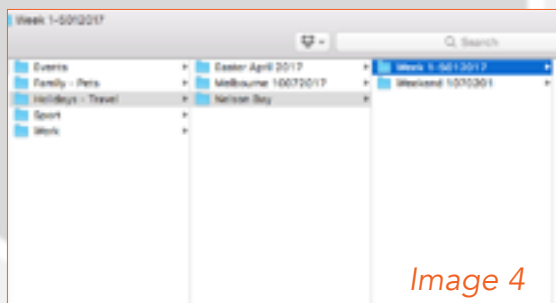 Week 1-5012017
Search
Events
Family - Pets
Holidays - Travel
Sport
Work
Easter April 2017
Melbourne 10072017
Nelson Bay
Week 1-5012017
Weekend 1070201
Image 4